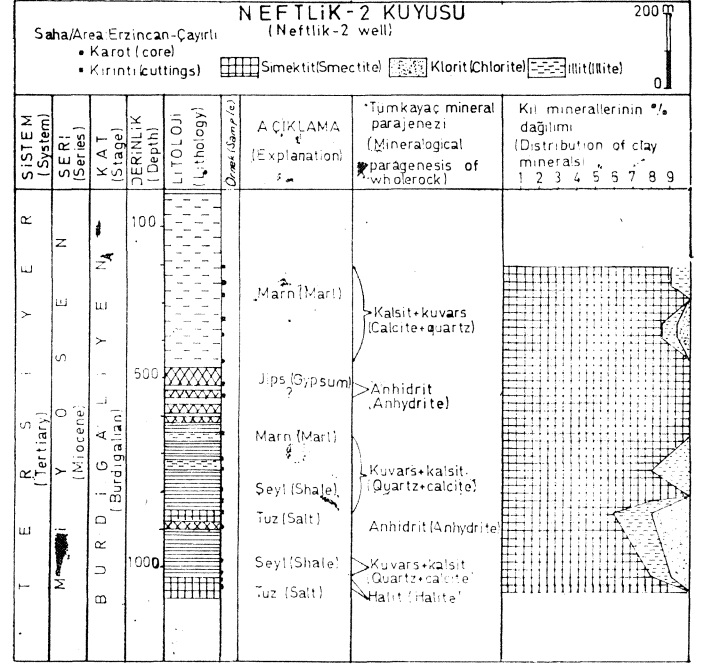 NEFTLİK-2 KUYUSU
(Neftlik-2 well)
200 m
0
Saha/Area: Erzincan-Çayırlı
• Karot (core)
▪ Kırıntı (cuttings)
Simektit (Smectite)
Klorit (Chlorite)
İllit (Illite)
SİSTEM (System)
SERİ (Series)
KAT (Stage)
DERİNLİK (Depth)
LİTOLOJİ (Lithology)
Örnek (Sample)
AÇIKLAMA
(Explanation)
Tümkayaç mineral
parajenezi
(Mineralogical
paragenesis of
wholerock)
Kil minerallerinin %
dağılımı
(Distribution of clay
minerals)
1 2 3 4 5 6 7 8 9
TERSİYER
(Tertiary)
MİYOSEN
(Miocene)
BURDİGALİYEN
(Burdigalian)
100
500
1000
Marn (Marl)
Jips (Gypsum)
?
Marn (Marl)
Şeyl (Shale)
Tuz (Salt)
Şeyl (Shale)
Tuz (Salt)
Kalsit+kuvars
(Calcite+quartz)
Anhidrit
(Anhydrite)
Kuvars+kalsit
(Quartz+calcite)
Anhidrit (Anhydrite)
Kuvars+kalsit
(Quartz+calcite)
Halit (Halite)